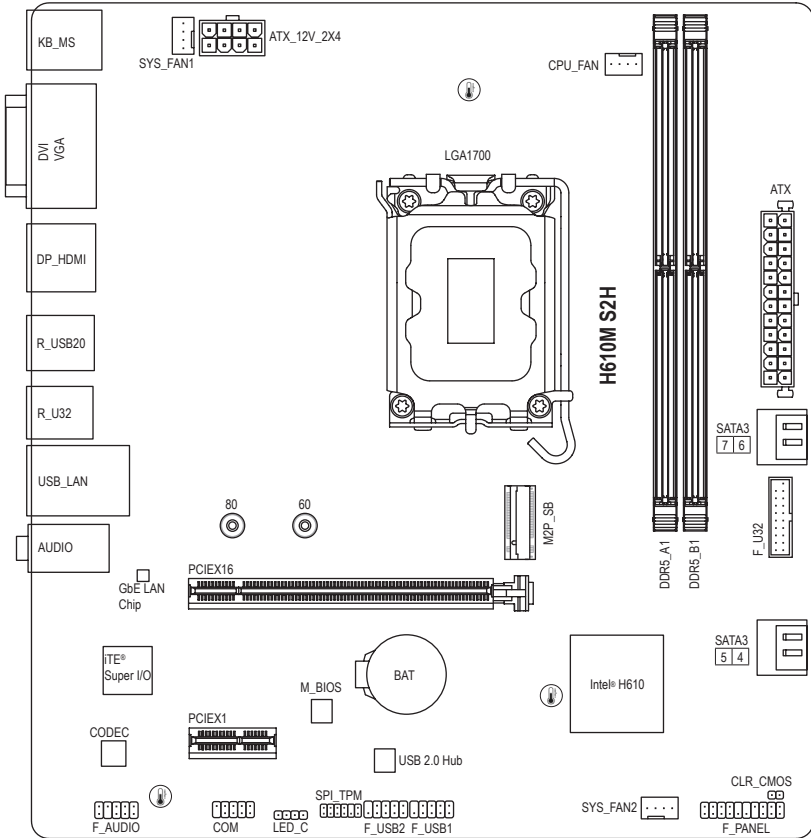 KB_MS
SYS_FAN1
ATX_12V_2X4
CPU_FAN
DVI
VGA
LGA1700
ATX
DP_HDMI
H610M S2H
R_USB20
R_U32
SATA3
7 6
USB_LAN
80
60
M2P_SB
F_U32
AUDIO
DDR5_A1
DDR5_B1
PCIEX16
GbE LAN
Chip
SATA3
5 4
iTE®
Super I/O
BAT
Intel® H610
M_BIOS
PCIEX1
CODEC
USB 2.0 Hub
CLR_CMOS
SPI_TPM
SYS_FAN2
F_AUDIO
COM
LED_C
F_USB2
F_USB1
F_PANEL